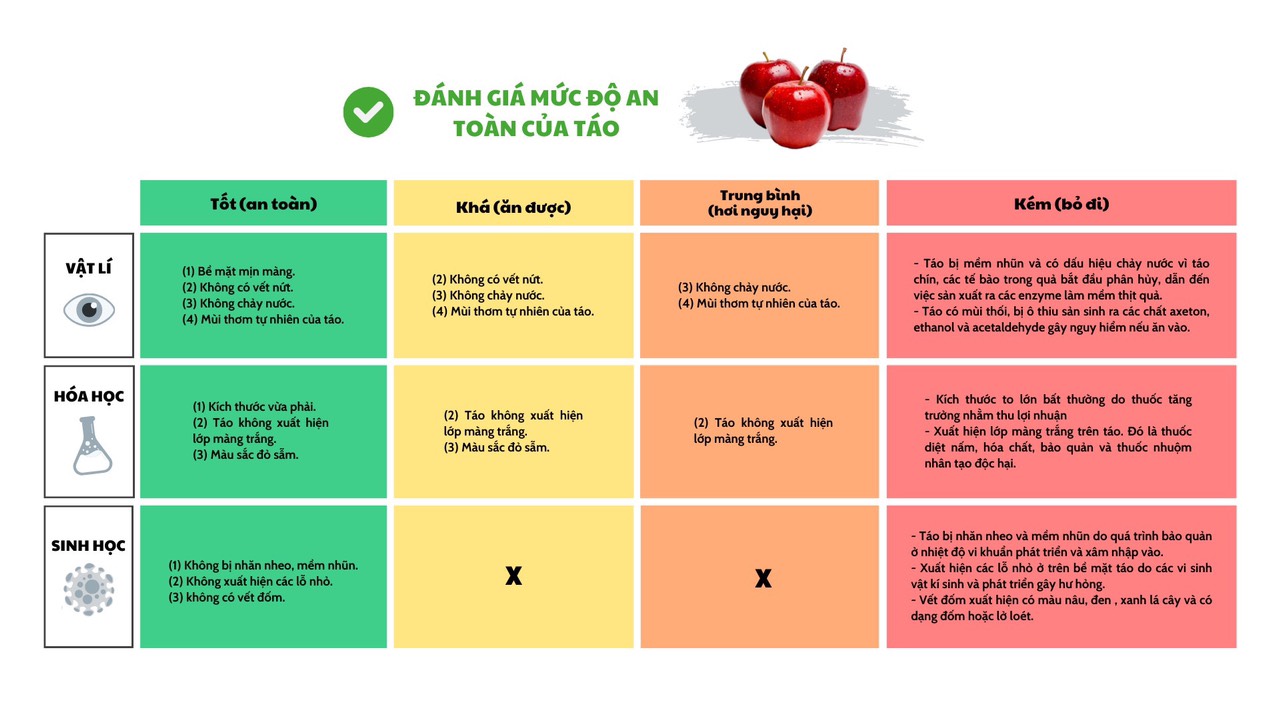 ĐÁNH GIÁ MỨC ĐỘ AN
TOÀN CỦA TÁO
Tốt (an toàn)
Khá (ăn được)
Trung bình
(hơi nguy hại)
Kém (bỏ đi)
VẬT LÍ
(1) Bề mặt mịn màng.
(2) Không có vết nứt.
(3) Không chảy nước.
(4) Mùi thơm tự nhiên của táo.
(2) Không có vết nứt.
(3) Không chảy nước.
(4) Mùi thơm tự nhiên của táo.
(3) Không chảy nước.
(4) Mùi thơm tự nhiên của táo.
- Táo bị mềm nhũn và có dấu hiệu chảy nước vì táo
chín, các tế bào trong quả bắt đầu phân hủy, dẫn đến
việc sản xuất ra các enzyme làm mềm thịt quả.
- Táo có mùi thối, bị ô thiu sản sinh ra các chất axeton,
ethanol và acetaldehyde gây nguy hiểm nếu ăn vào.
HÓA HỌC
(1) Kích thước vừa phải.
(2) Táo không xuất hiện
lớp màng trắng.
(3) Màu sắc đỏ sẫm.
(2) Táo không xuất hiện
lớp màng trắng.
(3) Màu sắc đỏ sẫm.
(2) Táo không xuất hiện
lớp màng trắng.
- Kích thước to lớn bất thường do thuốc tăng
trưởng nhằm thu lợi nhuận
- Xuất hiện lớp màng trắng trên táo. Đó là thuốc
diệt nấm, hóa chất, bảo quản và thuốc nhuộm
nhân tạo độc hại.
SINH HỌC
(1) Không bị nhăn nheo, mềm nhũn.
(2) Không xuất hiện các lỗ nhỏ.
(3) không có vết đốm.
X
X
- Táo bị nhăn nheo và mềm nhũn do quá trình bảo quản
ở nhiệt độ vi khuẩn phát triển và xâm nhập vào.
- Xuất hiện các lỗ nhỏ ở trên bề mặt táo do các vi sinh
vật kí sinh và phát triển gây hư hỏng.
- Vết đốm xuất hiện có màu nâu, đen , xanh lá cây và có
dạng đốm hoặc lở loét.